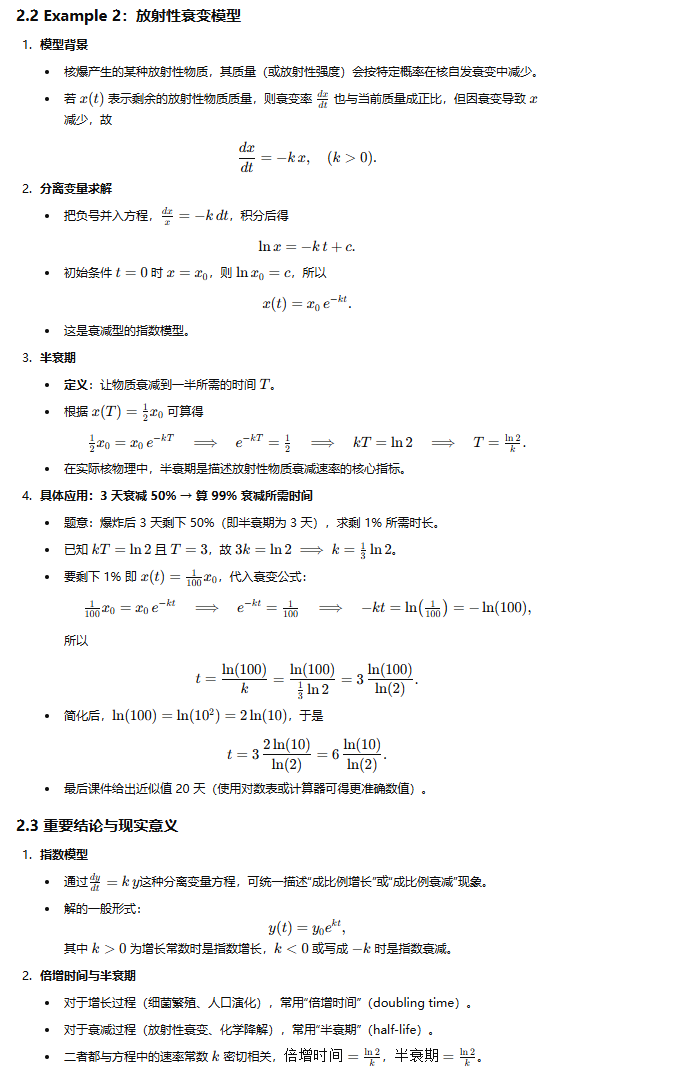 2.2 Example 2：放射性衰变模型
1. 模型背景
• 核爆产生的某种放射性物质，其质量（或放射性强度）会按特定概率在核自发衰变中减少。
• 若 x(t) 表示剩余的放射性物质质量，则衰变率 dx/dt 也与当前质量成正比，但因衰变导致 x
减少，故
dx/dt = −k x, (k > 0).
2. 分离变量求解
• 把负号并入方程，dx/x = −k dt，积分后得
ln x = −k t + c.
• 初始条件 t = 0 时 x = x₀，则 ln x₀ = c，所以
x(t) = x₀ e^{−kt}.
• 这是衰减型的指数模型。
3. 半衰期
• 定义：让物质衰减到一半所需的时间 T。
• 根据 x(T) = ½x₀ 可算得
½x₀ = x₀ e^{−kT} ⟹ e^{−kT} = ½ ⟹ kT = ln 2 ⟹ T = ln 2/k.
• 在实际核物理中，半衰期是描述放射性物质衰减速率的核心指标。
4. 具体应用：3 天衰减 50% → 算 99% 衰减所需时间
• 题意：爆炸后 3 天剩下 50%（即半衰期为 3 天），求剩 1% 所需时长。
• 已知 kT = ln 2 且 T = 3，故 3k = ln 2 ⟹ k = ⅓ ln 2。
• 要剩下 1% 即 x(t) = 1/100 x₀，代入衰变公式：
1/100 x₀ = x₀ e^{−kt} ⟹ e^{−kt} = 1/100 ⟹ −kt = ln(1/100) = − ln(100),
所以
t = ln(100)/k = ln(100)/(⅓ ln 2) = 3 ln(100)/ln(2).
• 简化后，ln(100) = ln(10²) = 2 ln(10)，于是
t = 3 2 ln(10)/ln(2) = 6 ln(10)/ln(2).
• 最后课件给出近似值 20 天（使用对数表或计算器可得更准确数值）。
2.3 重要结论与现实意义
1. 指数模型
• 通过dy/dt = k y这种分离变量方程，可统一描述“成比例增长”或“成比例衰减”现象。
• 解的一般形式：
y(t) = y₀e^{kt},
其中 k > 0 为增长常数时是指数增长，k < 0 或写成 −k 时是指数衰减。
2. 倍增时间与半衰期
• 对于增长过程（细菌繁殖、人口演化），常用“倍增时间”（doubling time）。
• 对于衰减过程（放射性衰变、化学降解），常用“半衰期”（half-life）。
• 二者都与方程中的速率常数 k 密切相关，倍增时间 = ln 2/k，半衰期 = ln 2/k。